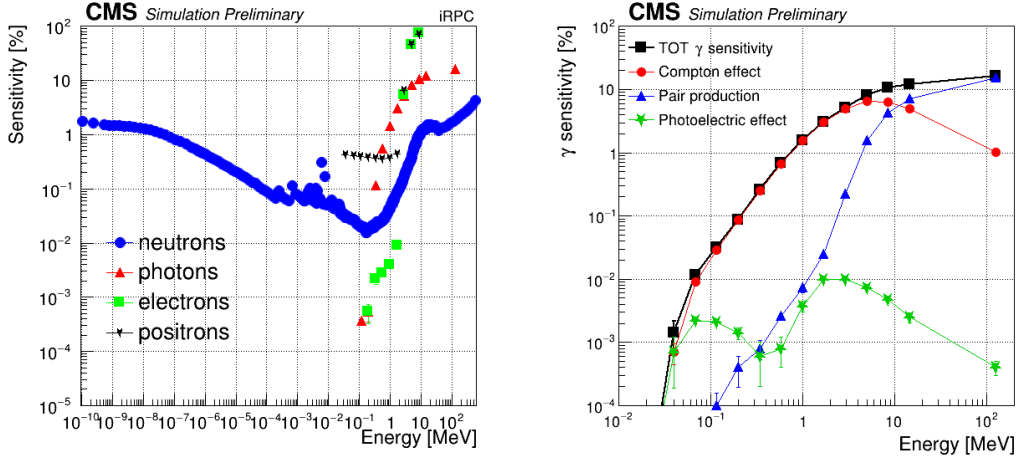 CMS Simulation Preliminary iRPC
Sensitivity [%]
10²
10
1
10⁻¹
10⁻²
10⁻³
10⁻⁴
10⁻⁵
neutrons
photons
electrons
positrons
10⁻¹⁰ 10⁻⁹ 10⁻⁸ 10⁻⁷ 10⁻⁶ 10⁻⁵ 10⁻⁴ 10⁻³ 10⁻² 10⁻¹ 1 10 10²
Energy [MeV]
CMS Simulation Preliminary
γ sensitivity [%]
10²
10
1
10⁻¹
10⁻²
10⁻³
10⁻⁴
TOT γ sensitivity
Compton effect
Pair production
Photoelectric effect
10⁻² 10⁻¹ 1 10 10²
Energy [MeV]